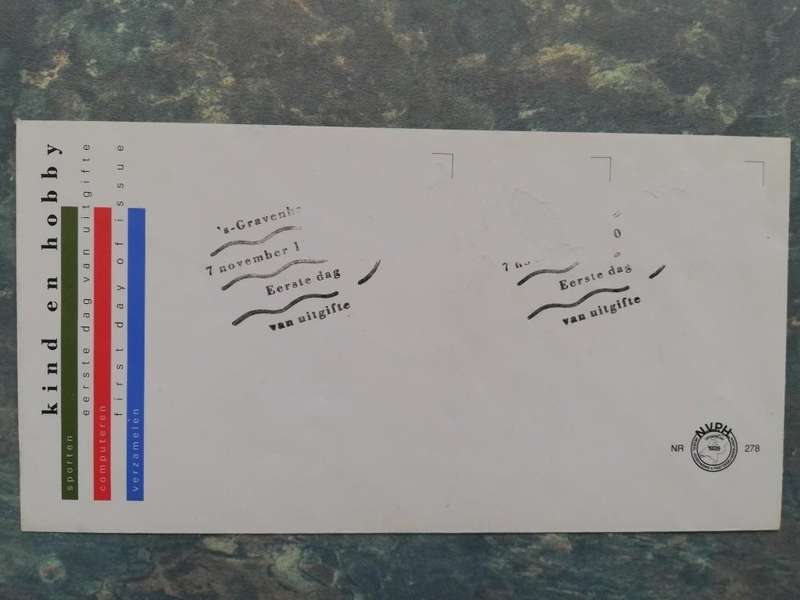 kind en hobby
eerste dag van uitgifte
first day of issue
sporten
computeren
verzamelen
's-Gravenh
7 november 1
Eerste dag
van uitgifte
0
Eerste dag
van uitgifte
NR
NVPH
278